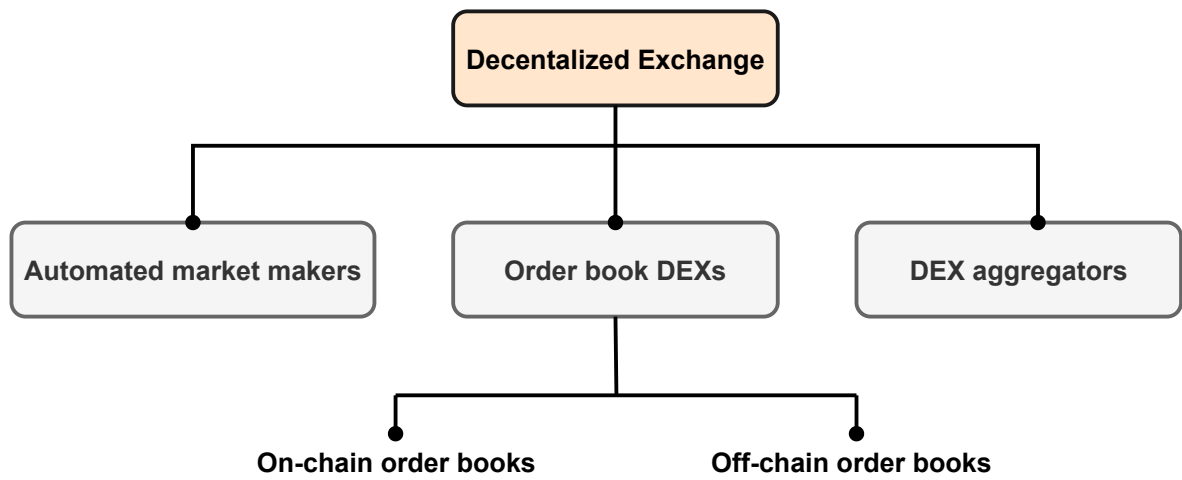 Decentalized Exchange
Automated market makers
Order book DEXs
DEX aggregators
On-chain order books
Off-chain order books